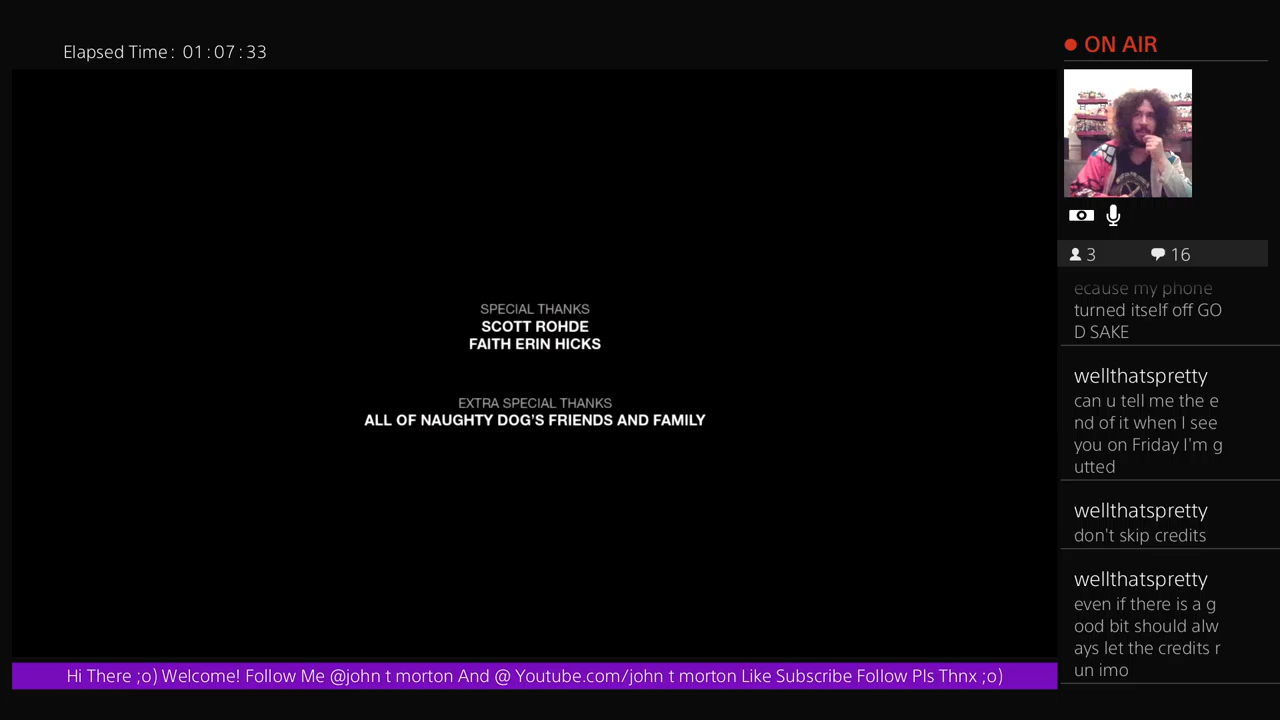 Elapsed Time: 01:07:33
ON AIR
3 16
SPECIAL THANKS
SCOTT ROHDE
FAITH ERIN HICKS
EXTRA SPECIAL THANKS
ALL OF NAUGHTY DOG'S FRIENDS AND FAMILY
ecause my phone
turned itself off GO
D SAKE
wellthatspretty
can u tell me the e
nd of it when I see
you on Friday I'm g
utted
wellthatspretty
don't skip credits
wellthatspretty
even if there is a g
ood bit should alw
ays let the credits r
un imo
Hi There ;o) Welcome! Follow Me @john t morton And @ Youtube.com/john t morton Like Subscribe Follow Pls Thnx ;o)